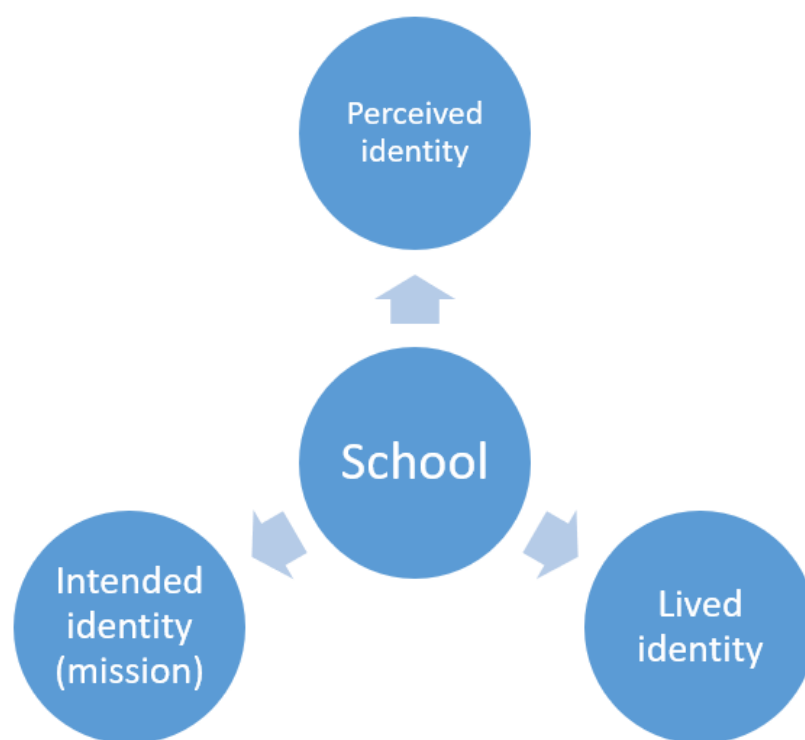 Perceived
identity
School
Intended
identity
(mission)
Lived
identity